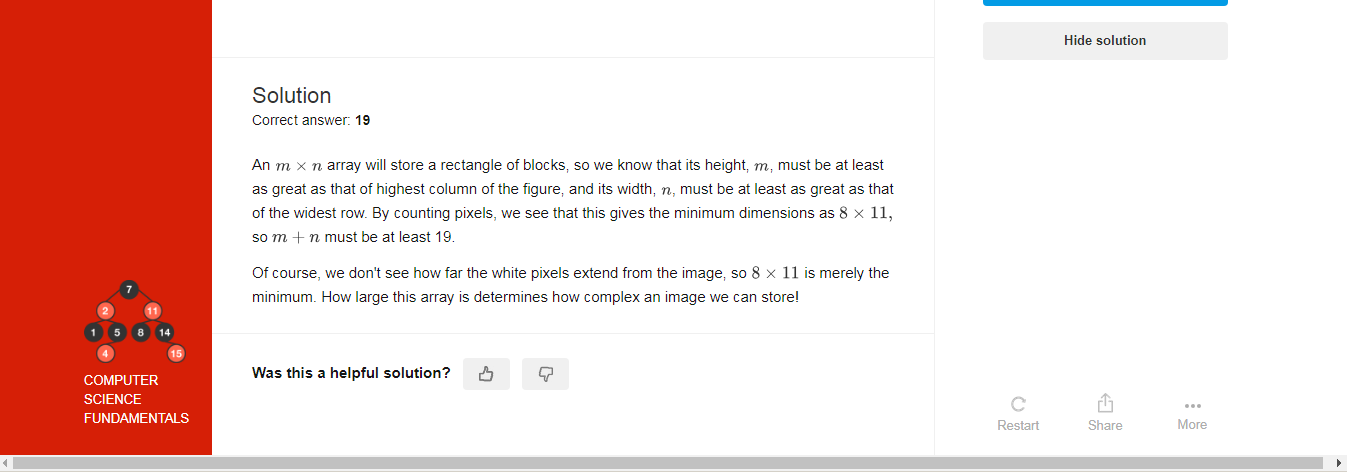 Hide solution
Solution
Correct answer: 19
An m × n array will store a rectangle of blocks, so we know that its height, m, must be at least
as great as that of highest column of the figure, and its width, n, must be at least as great as that
of the widest row. By counting pixels, we see that this gives the minimum dimensions as 8 × 11,
so m + n must be at least 19.
Of course, we don't see how far the white pixels extend from the image, so 8 × 11 is merely the
minimum. How large this array is determines how complex an image we can store!
7
2 11
1 5 8 14
4 15
COMPUTER
SCIENCE
FUNDAMENTALS
Was this a helpful solution?
Restart Share More